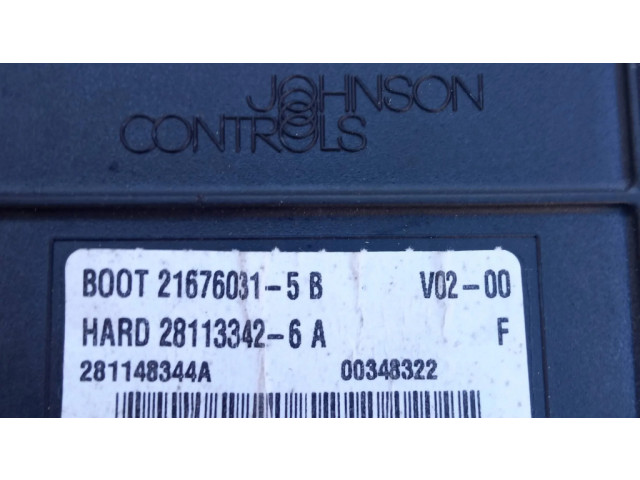 JOHNSON
CONTROLS
BOOT 21676031-5 B V02-00
HARD 28113342-6 A F
281148344A 00348322